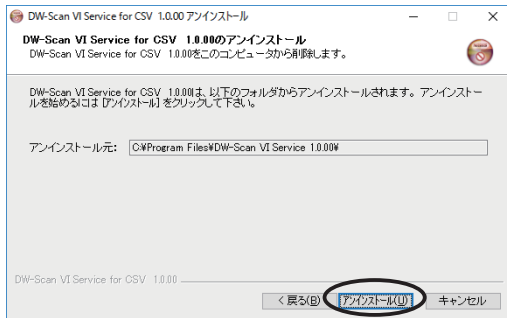 DW-Scan VI Service for CSV 1.0.00 アンインストール
DW-Scan VI Service for CSV 1.0.00のアンインストール
DW-Scan VI Service for CSV 1.0.00をこのコンピュータから削除します。
DW-Scan VI Service for CSV 1.0.00は、以下のフォルダからアンインストールされます。アンインストー
ルを始めるには [アンインストール] をクリックして下さい。
アンインストール元: C:¥Program Files¥DW-Scan VI Service 1.0.00¥
DW-Scan VI Service for CSV 1.0.00
< 戻る(B) アンインストール(U) キャンセル